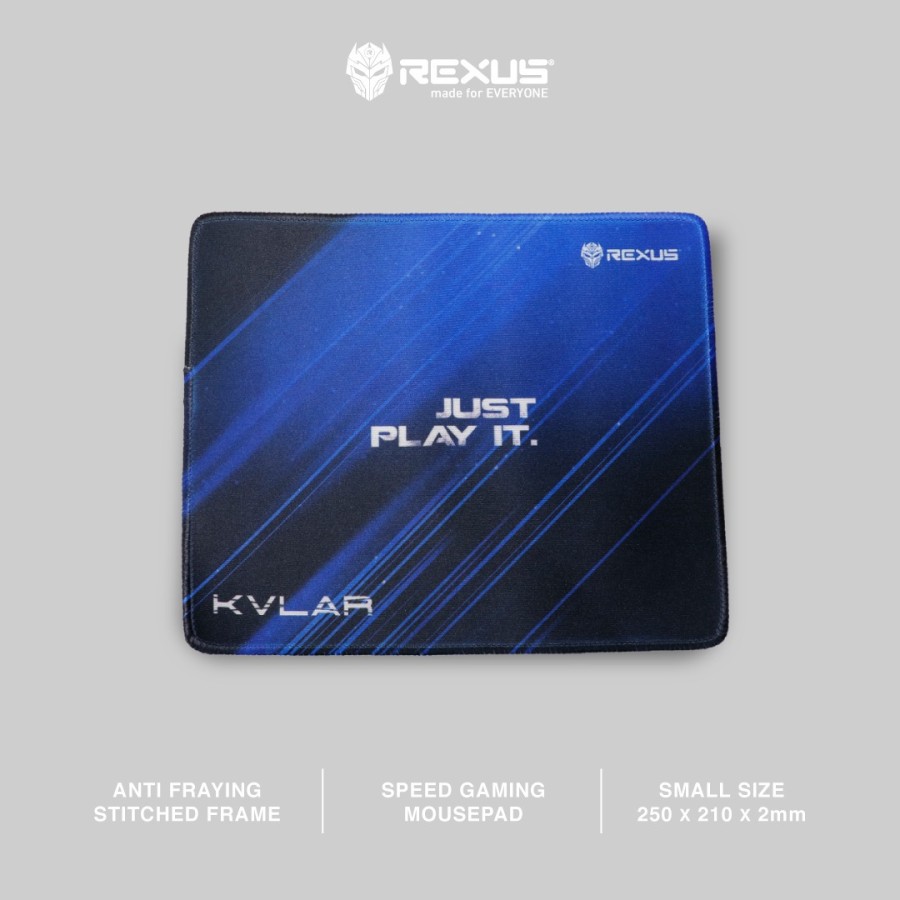 REXUS®
made for EVERYONE
REXUS
JUST
PLAY IT.
KVLAR
ANTI FRAYING
STITCHED FRAME
SPEED GAMING
MOUSEPAD
SMALL SIZE
250 x 210 x 2mm